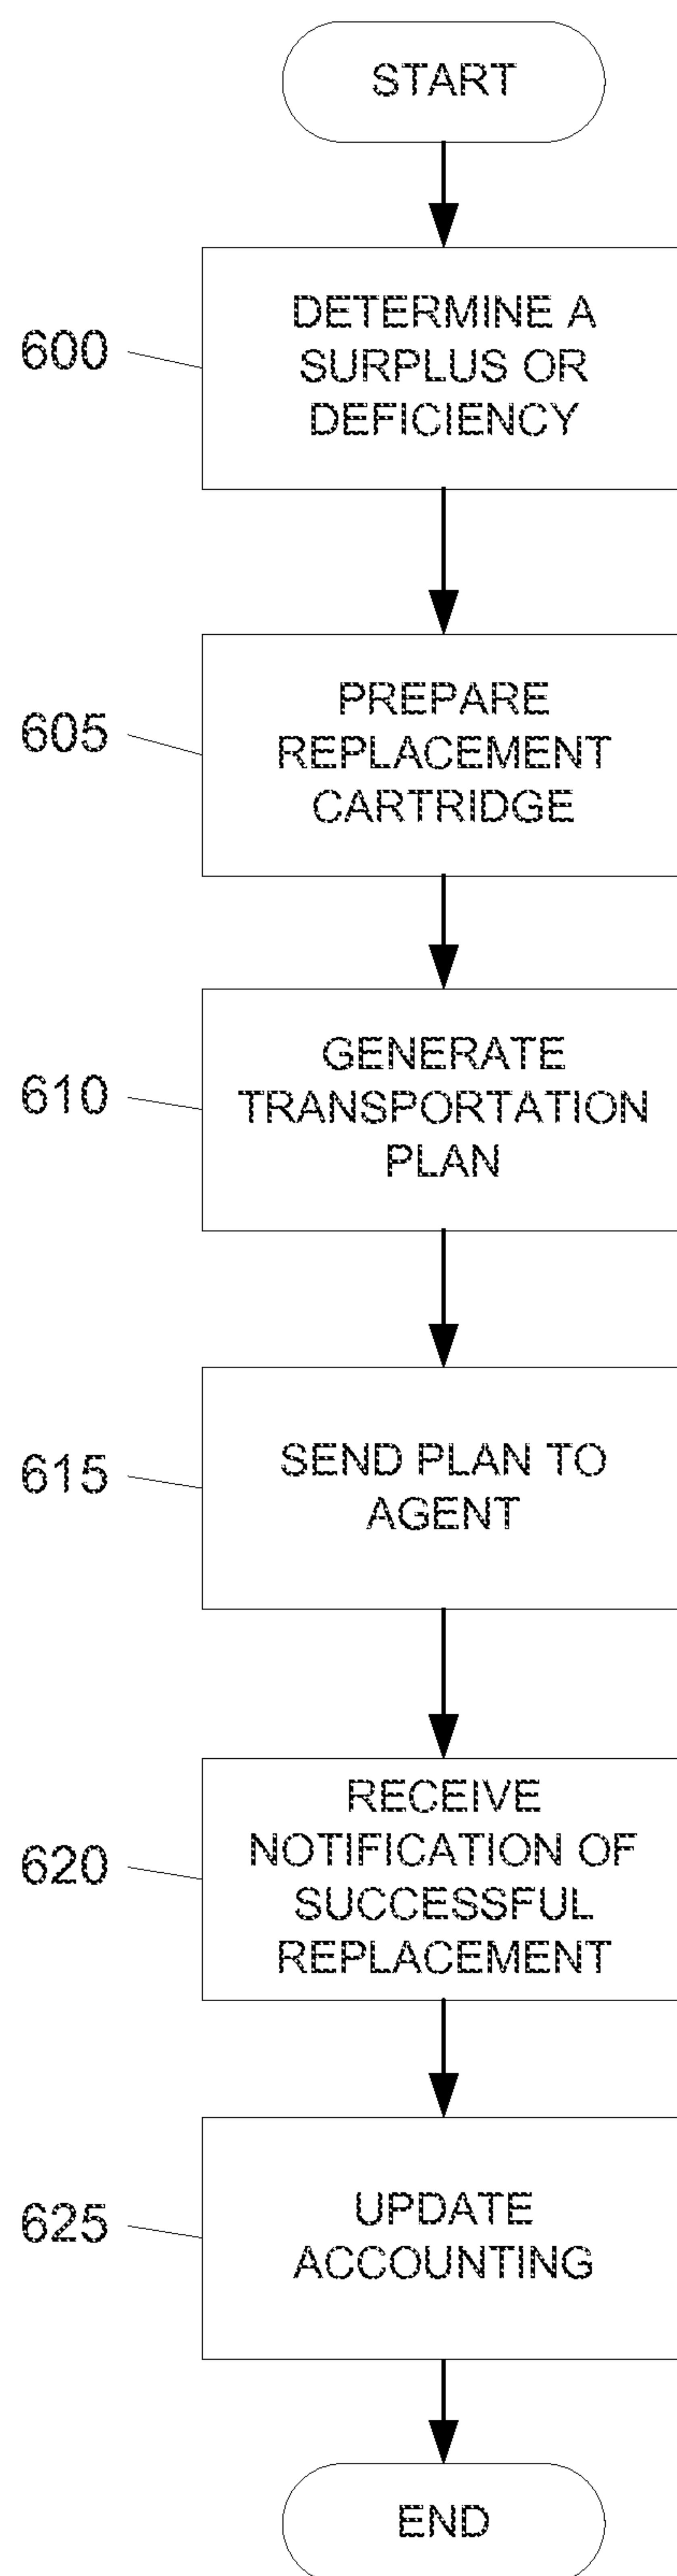 START
600
DETERMINE A
SURPLUS OR
DEFICIENCY
605
PREPARE
REPLACEMENT
CARTRIDGE
610
GENERATE
TRANSPORTATION
PLAN
615
SEND PLAN TO
AGENT
620
RECEIVE
NOTIFICATION OF
SUCCESSFUL
REPLACEMENT
625
UPDATE
ACCOUNTING
END